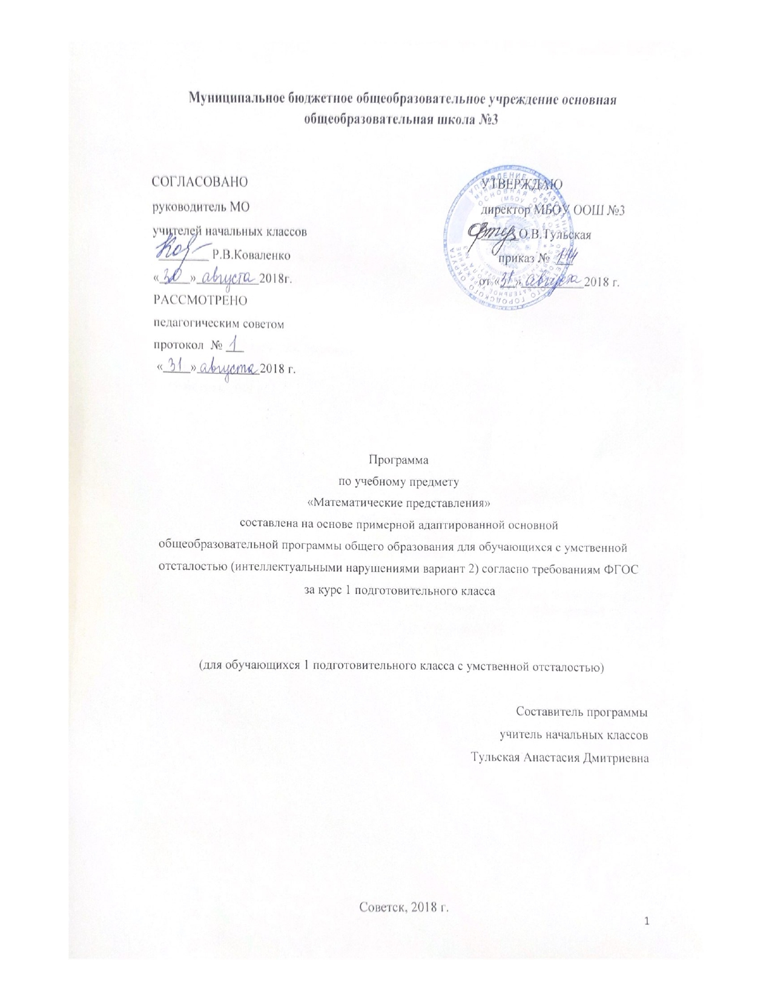 Муниципальное бюджетное общеобразовательное учреждение основная
общеобразовательная школа №3
СОГЛАСОВАНО
руководитель МО
учителей начальных классов
Р.В.Коваленко
«30» августа 2018г.
РАССМОТРЕНО
педагогическим советом
протокол № 1
«31» августа 2018 г.
УТВЕРЖДАЮ
директор МБОУ ООШ №3
О.В.Тульская
приказ №
от «31» августа 2018 г.
Программа
по учебному предмету
«Математические представления»
составлена на основе примерной адаптированной основной
общеобразовательной программы общего образования для обучающихся с умственной
отсталостью (интеллектуальными нарушениями вариант 2) согласно требованиям ФГОС
за курс 1 подготовительного класса
(для обучающихся 1 подготовительного класса с умственной отсталостью)
Составитель программы
учитель начальных классов
Тульская Анастасия Дмитриевна
Советск, 2018 г.
1